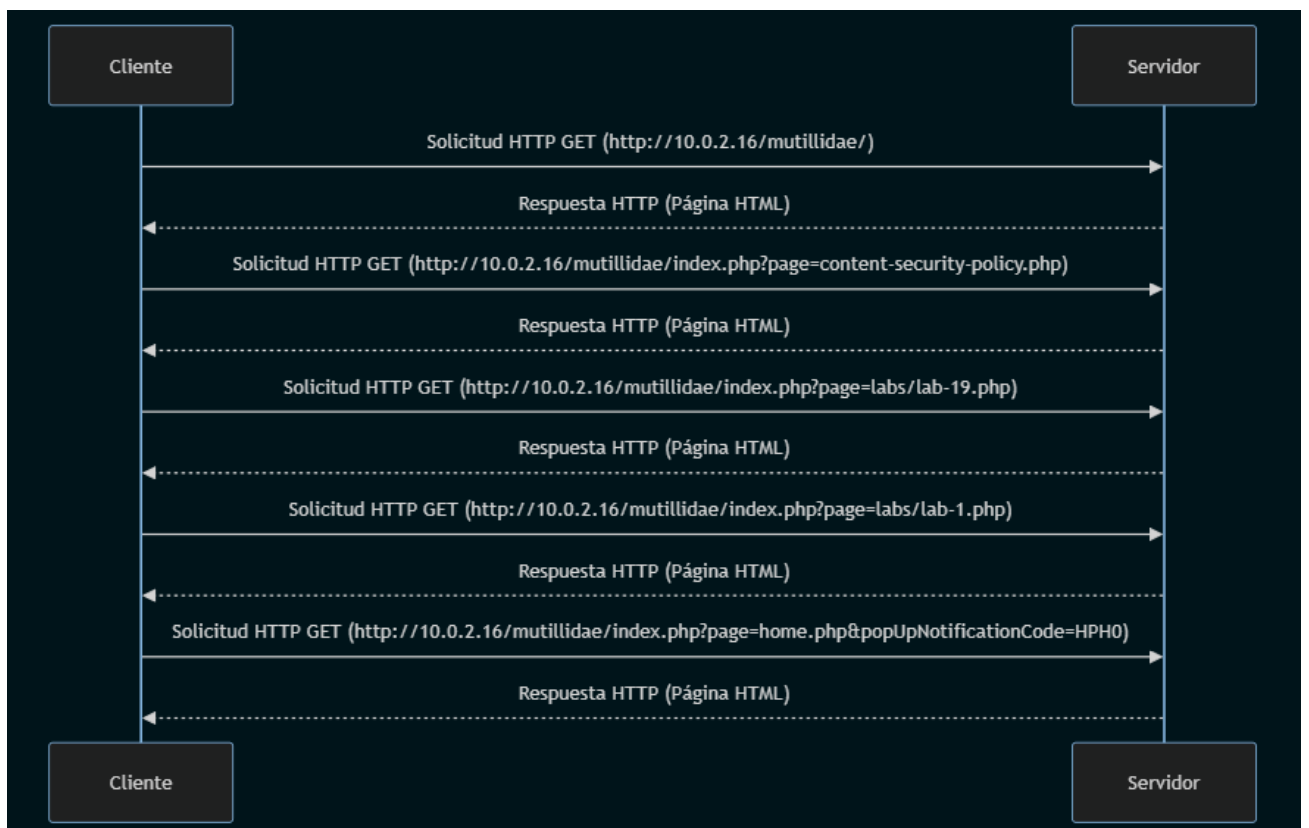 Cliente
Servidor
Solicitud HTTP GET (http://10.0.2.16/mutillidae/)
Respuesta HTTP (Página HTML)
Solicitud HTTP GET (http://10.0.2.16/mutillidae/index.php?page=content-security-policy.php)
Respuesta HTTP (Página HTML)
Solicitud HTTP GET (http://10.0.2.16/mutillidae/index.php?page=labs/lab-19.php)
Respuesta HTTP (Página HTML)
Solicitud HTTP GET (http://10.0.2.16/mutillidae/index.php?page=labs/lab-1.php)
Respuesta HTTP (Página HTML)
Solicitud HTTP GET (http://10.0.2.16/mutillidae/index.php?page=home.php&popUpNotificationCode=HPH0)
Respuesta HTTP (Página HTML)
Cliente
Servidor